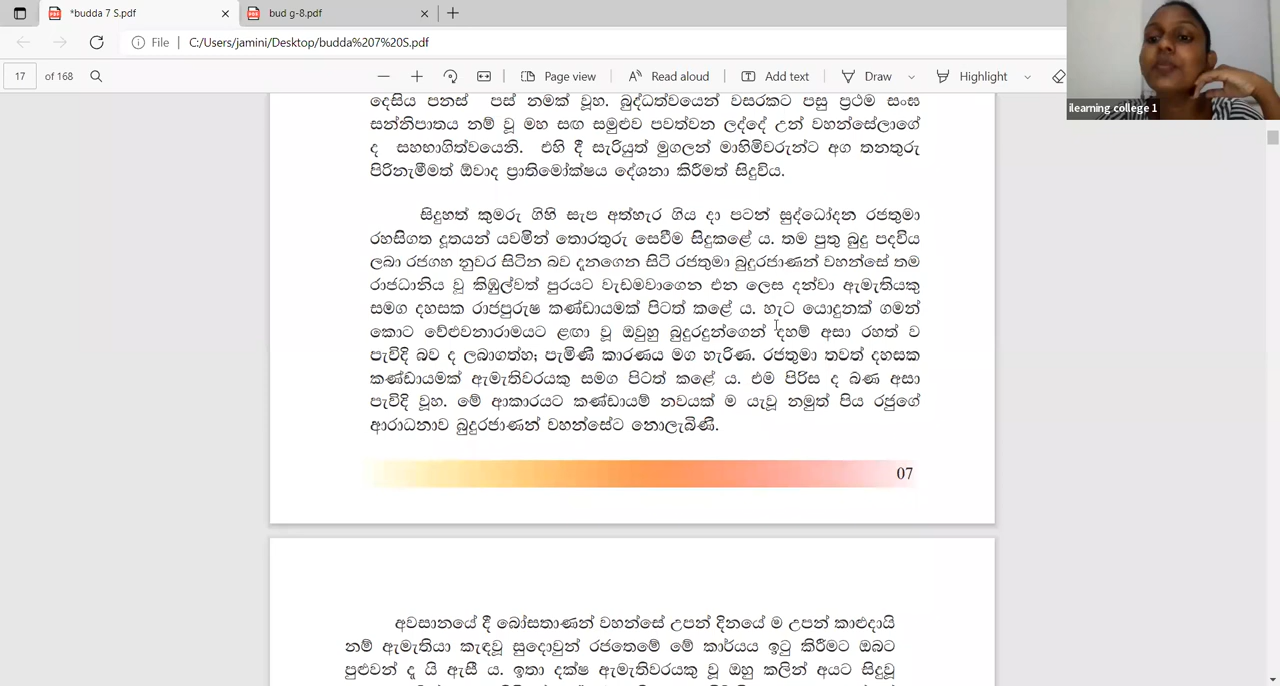 *budda 7 S.pdf
bud g-8.pdf
File
C:/Users/jamini/Desktop/budda%207%20S.pdf
17 of 168
Page view
Read aloud
Add text
Draw
Highlight
ilearning college 1
දෙසීය පනස් පස් නමක් වූහ. බුද්ධත්වයෙන් වසරකට පසු ප්‍රථම සංඝ
සන්නිපාතය නම් වූ මහ සඟ සමුළුව පවත්වන ලද්දේ උන් වහන්සේලාගේ
ද සහභාගිත්වයෙනි. එහි දී සැරියුත් මුගලන් මාහිමිවරුන්ට අග තනතුරු
පිරිනැමීමත් ඕවාද ප්‍රාතිමෝක්ෂය දේශනා කිරීමත් සිදුවිය.
සිදුහත් කුමරු ගිහි සැප අත්හැර ගිය දා පටන් සුද්ධෝදන රජතුමා
රහසිගත දූතයන් යවමින් තොරතුරු සෙවීම සිදුකළේ ය. තම පුතු බුදු පදවිය
ලබා රජගහ නුවර සිටින බව දැනගෙන සිටි රජතුමා බුදුරජාණන් වහන්සේ තම
රාජධානිය වූ කිඹුල්වත් පුරයට වැඩමවාගෙන එන ලෙස දන්වා ඇමැතියකු
සමග දහසක රාජපුරුෂ කණ්ඩායමක් පිටත් කළේ ය. හැට යොදුනක් ගමන්
කොට වේළුවනාරාමයට ළඟා වූ ඔවුහු බුදුරදුන්ගෙන් දහම් අසා රහත් ව
පැවිදි බව ද ලබාගත්හ; පැමිණි කාරණය මග හැරිණ. රජතුමා තවත් දහසක
කණ්ඩායමක් ඇමැතිවරයකු සමග පිටත් කළේ ය. එම පිරිස ද බණ අසා
පැවිදි වූහ. මේ ආකාරයට කණ්ඩායම් නවයක් ම යැවූ නමුත් පිය රජුගේ
ආරාධනාව බුදුරජාණන් වහන්සේට නොලැබිණි.
07
අවසානයේ දී බෝසතාණන් වහන්සේ උපන් දිනයේ ම උපන් කාළුදායි
නම් ඇමැතියා කැඳවූ සුදොවුන් රජතෙමේ මේ කාර්යය ඉටු කිරීමට ඔබට
පුළුවන් දැ යි ඇසී ය. ඉතා දක්ෂ ඇමැතිවරයකු වූ ඔහු කලින් අයට සිදුවූ